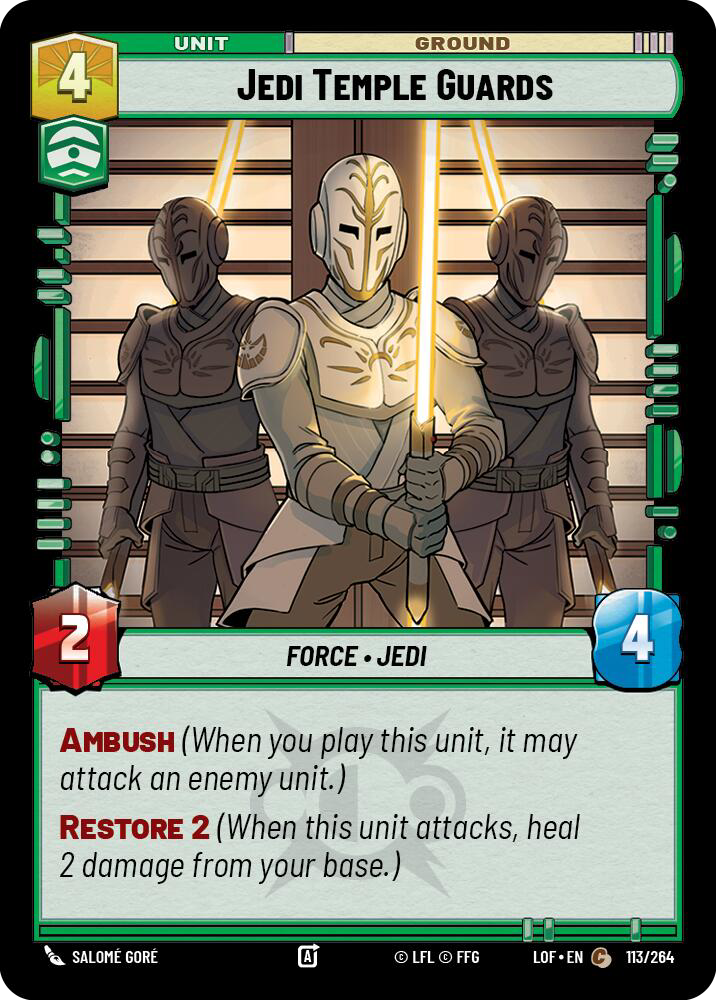 UNIT
GROUND
4
JEDI TEMPLE GUARDS
2
FORCE • JEDI
4
AMBUSH (When you play this unit, it may
attack an enemy unit.)
RESTORE 2 (When this unit attacks, heal
2 damage from your base.)
SALOMÉ GORÉ
A
© LFL © FFG
LOF • EN
C
113/264